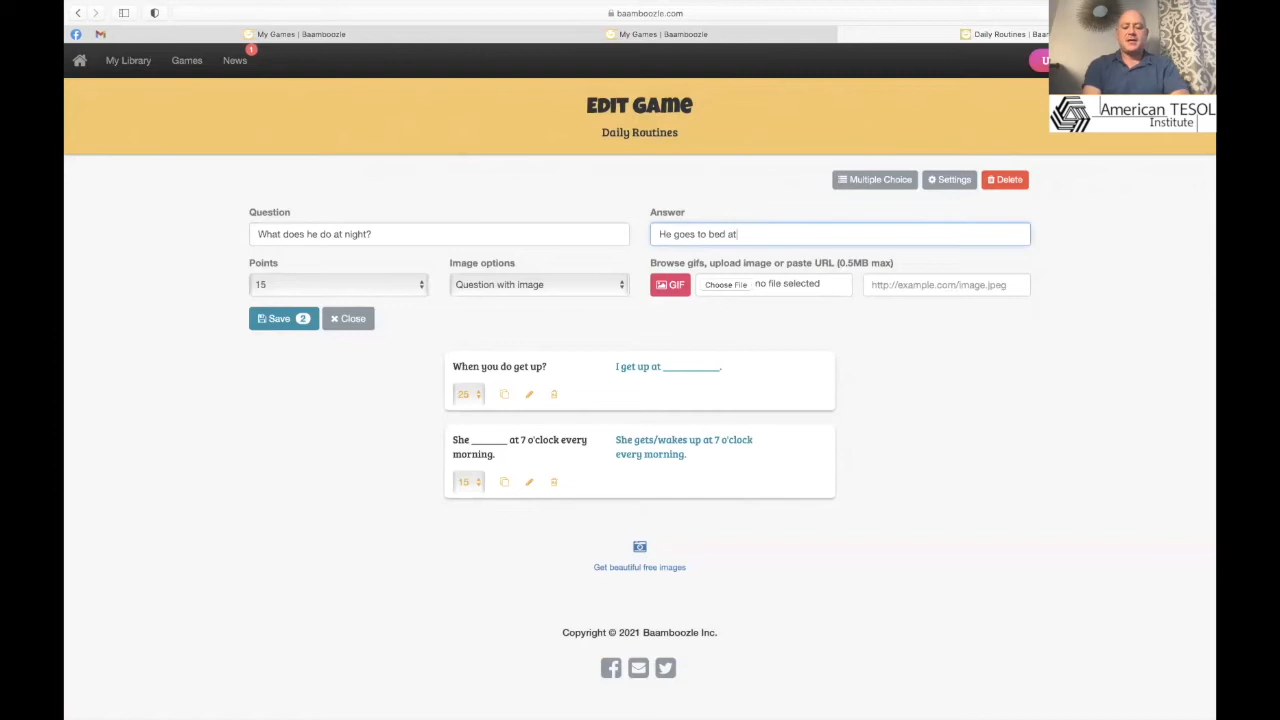 baamboozle.com
My Games | Baamboozle
My Games | Baamboozle
Daily Routines | Baa
My Library
Games
News
1
U
American TESOL
Institute
EDIT GAME
Daily Routines
Multiple Choice
Settings
Delete
Question
Answer
What does he do at night?
He goes to bed at
Points
Image options
Browse gifs, upload image or paste URL (0.5MB max)
15
Question with image
GIF
Choose File
no file selected
http://example.com/image.jpeg
Save 2
Close
When you do get up?
I get up at ___________.
25
She _______ at 7 o'clock every
morning.
She gets/wakes up at 7 o'clock
every morning.
15
Get beautiful free images
Copyright © 2021 Baamboozle Inc.